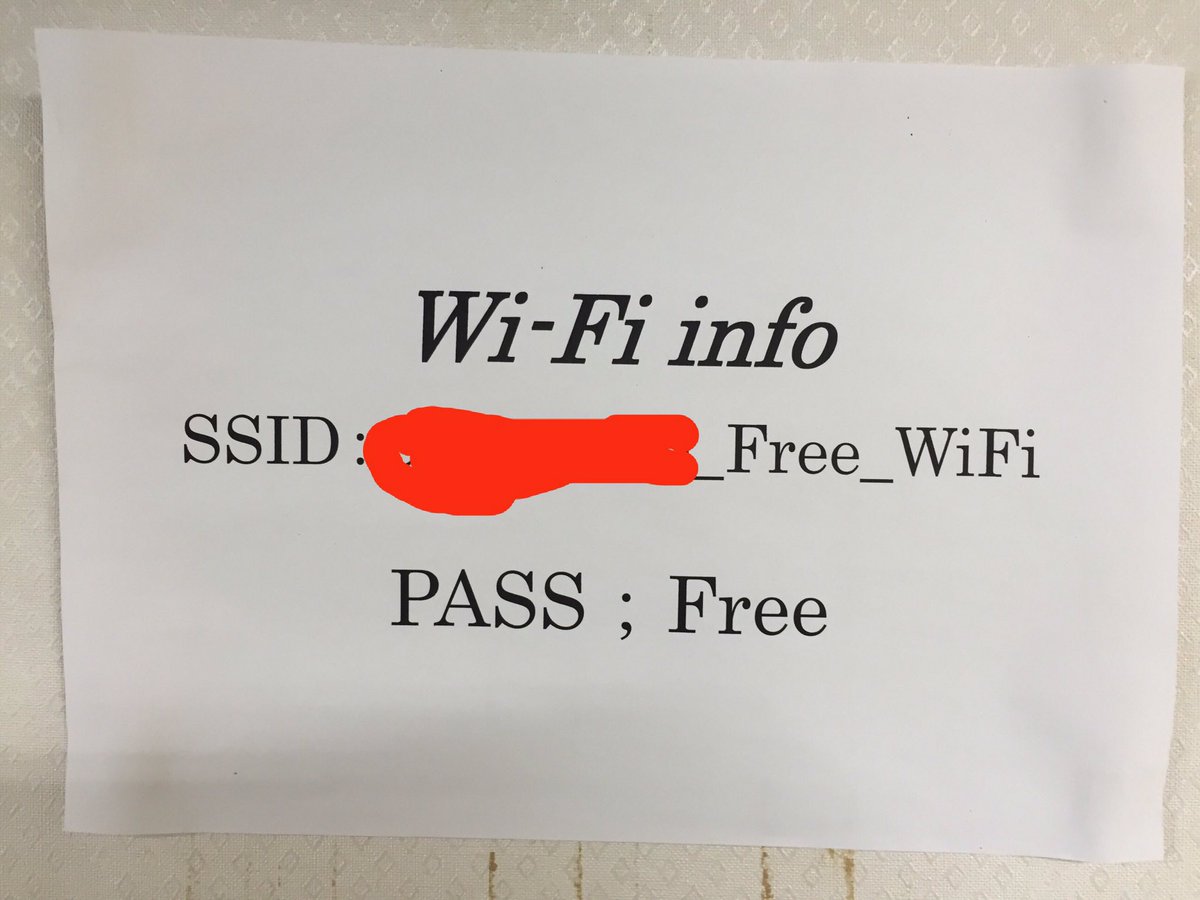 Wi-Fi info
SSID : _Free_WiFi
PASS ; Free